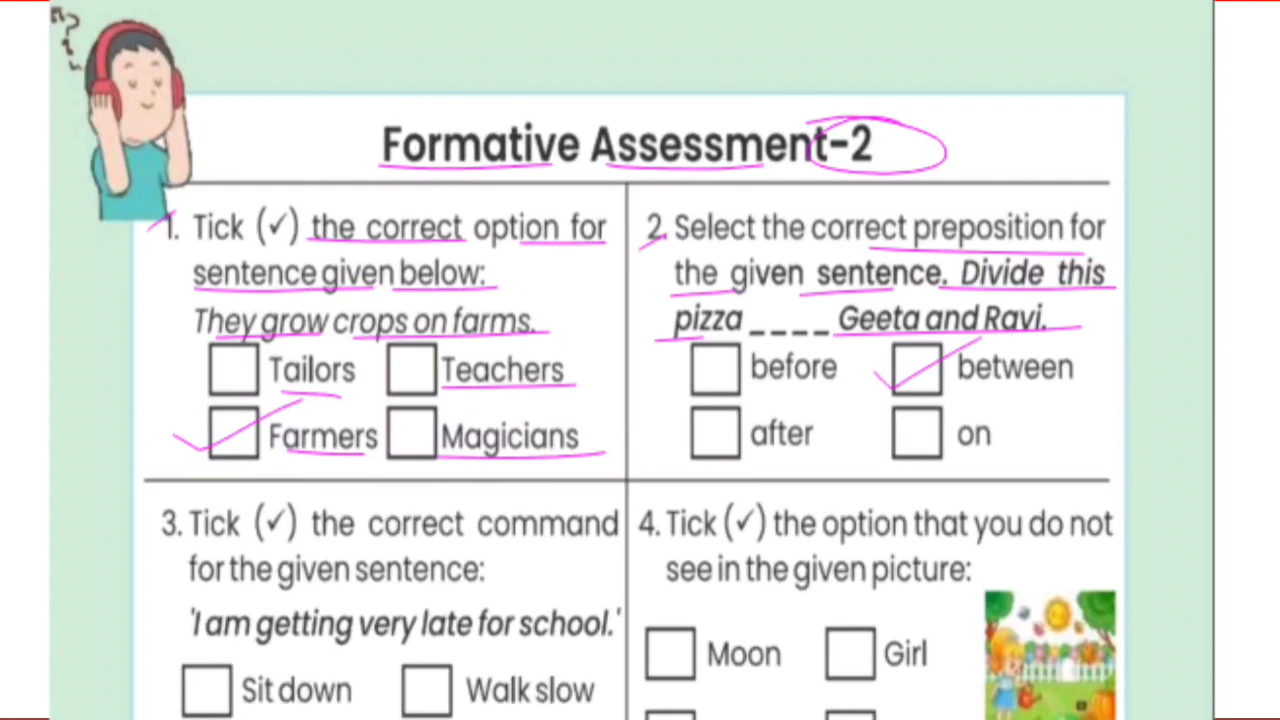 Formative Assessment-2
1. Tick (✓) the correct option for
sentence given below:
They grow crops on farms.
Tailors
Teachers
Farmers
Magicians
2. Select the correct preposition for
the given sentence. Divide this
pizza _ _ _ _ Geeta and Ravi.
before
between
after
on
3. Tick (✓) the correct command
for the given sentence:
'I am getting very late for school.'
Sit down
Walk slow
4. Tick (✓) the option that you do not
see in the given picture:
Moon
Girl